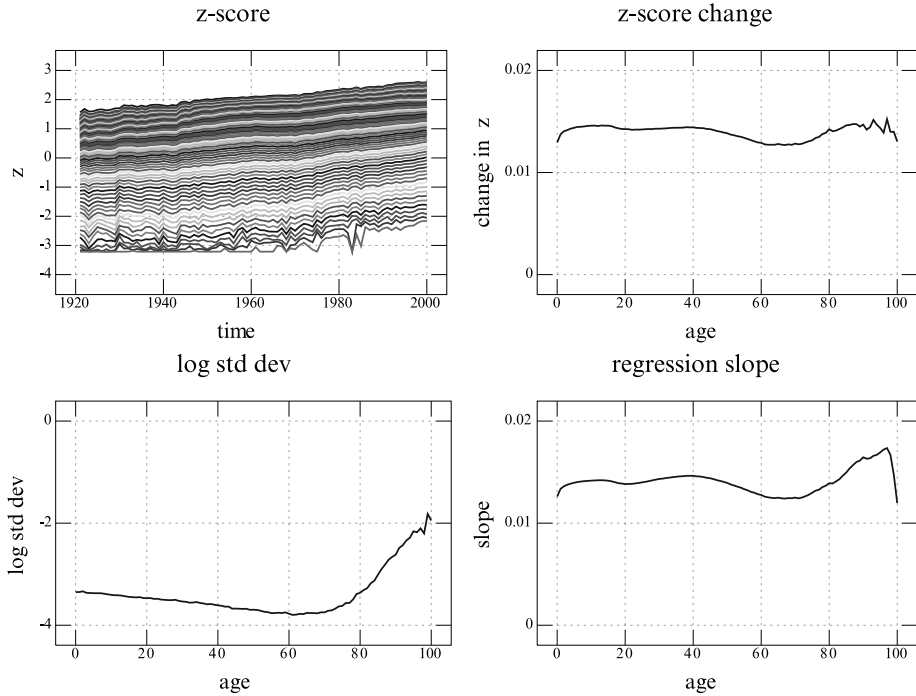 z-score
3
2
1
0
-1
-2
-3
-4
z
1920 1940 1960 1980 2000
time
z-score change
0.02
0.01
0
change in z
0 20 40 60 80 100
age
log std dev
0
-2
-4
log std dev
0 20 40 60 80 100
age
regression slope
0.02
0.01
0
slope
0 20 40 60 80 100
age